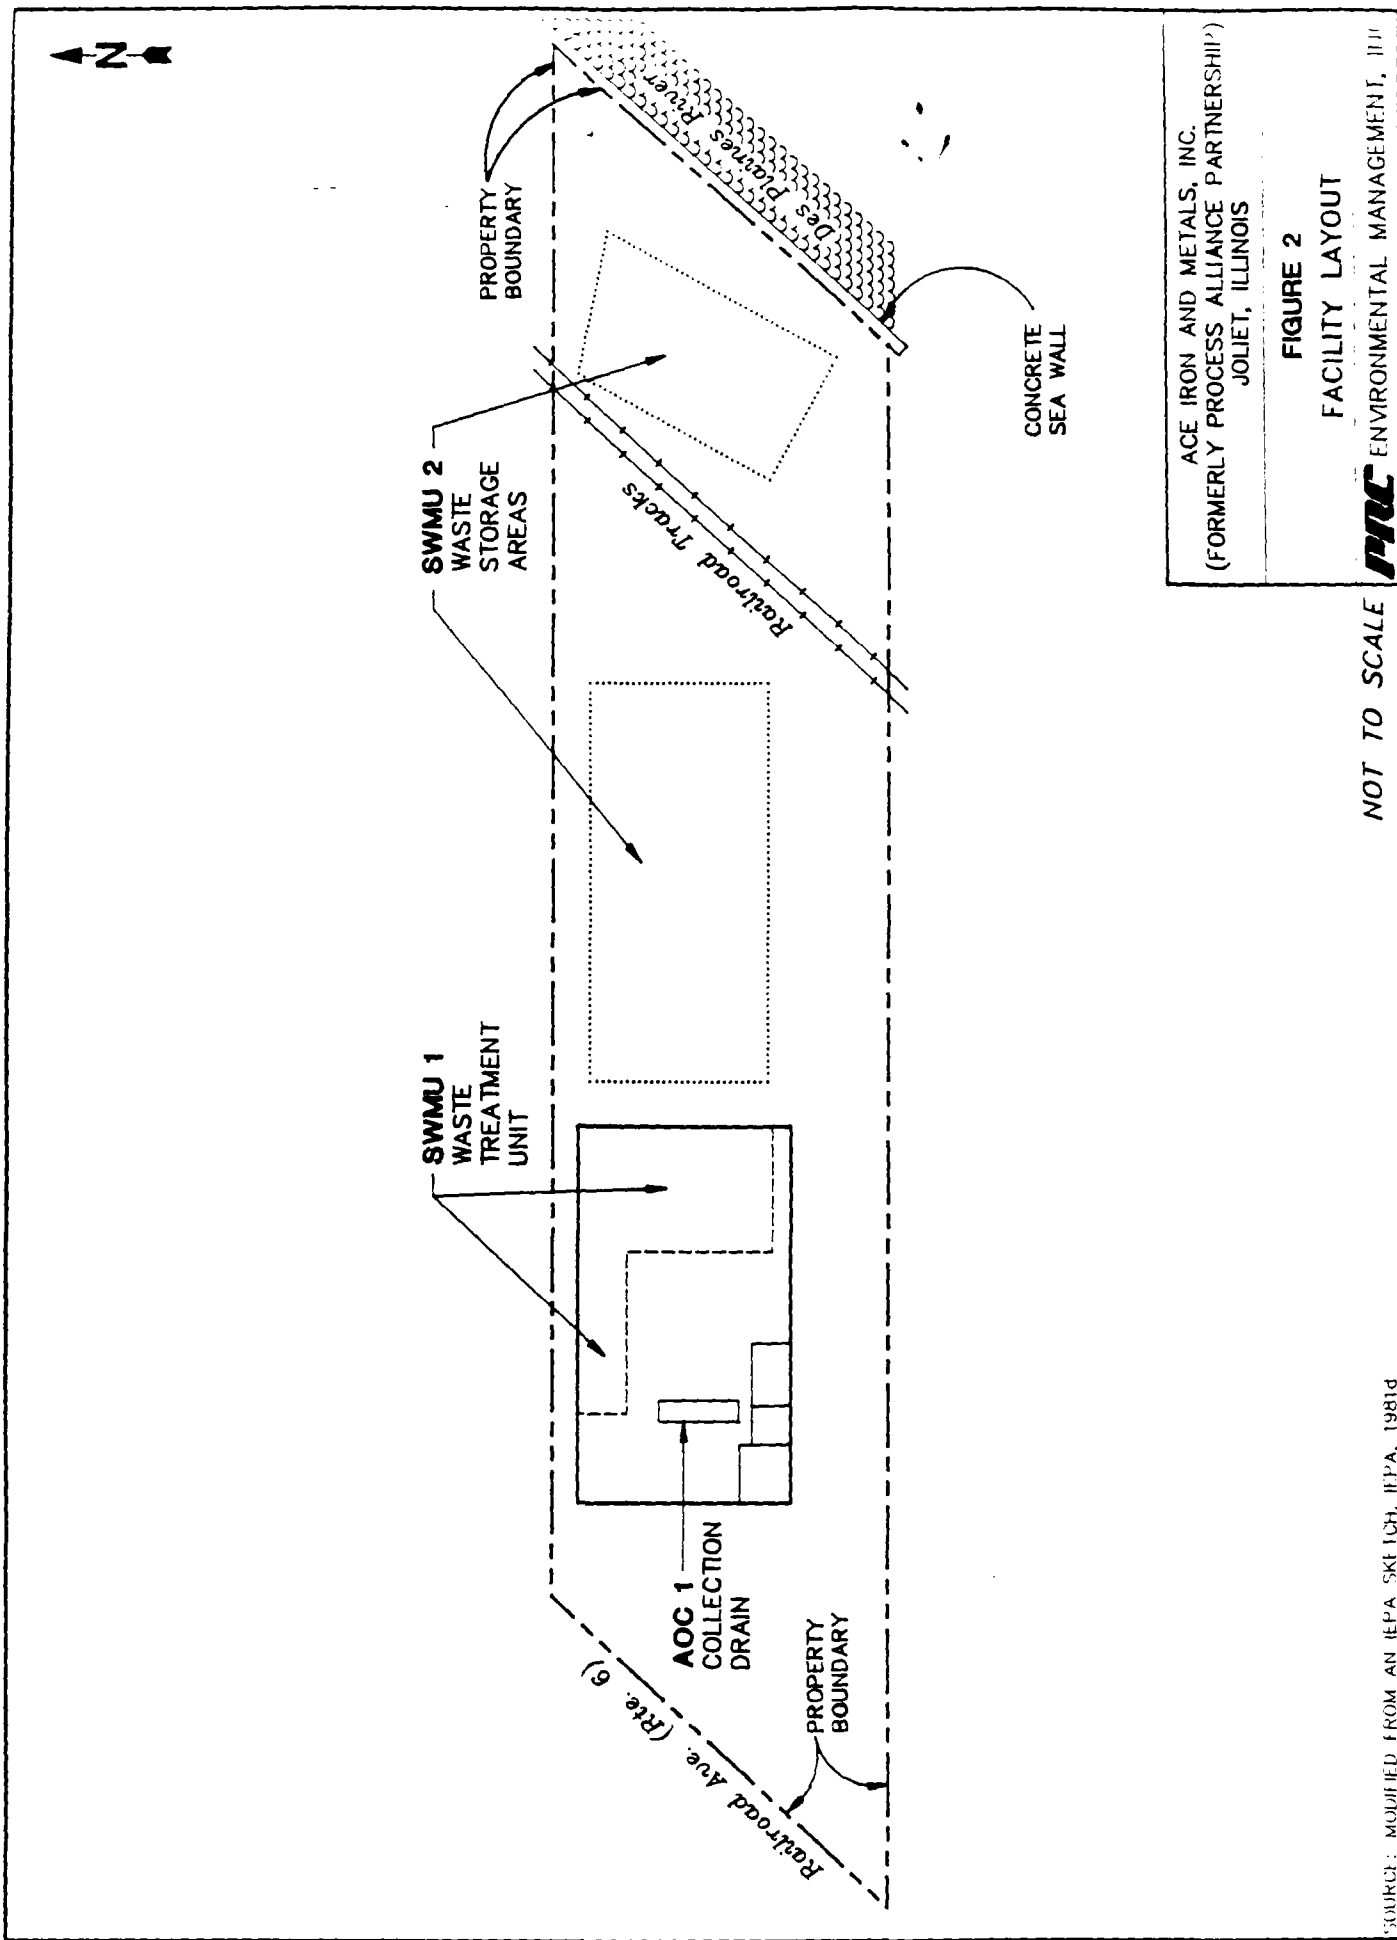 N
PROPERTY
BOUNDARY
Des Plaines River
SWMU 2
WASTE
STORAGE
AREAS
SWMU 1
WASTE
TREATMENT
UNIT
Railroad Tracks
CONCRETE
SEA WALL
AOC 1
COLLECTION
DRAIN
Railroad Ave. (Rte. 6)
PROPERTY
BOUNDARY
ACE IRON AND METALS, INC.
(FORMERLY PROCESS ALLIANCE PARTNERSHIP)
JOLIET, ILLINOIS
FIGURE 2
FACILITY LAYOUT
NOT TO SCALE
PRC ENVIRONMENTAL MANAGEMENT,
SOURCE: MODIFIED FROM AN IEPA SKETCH, IEPA, 1981d